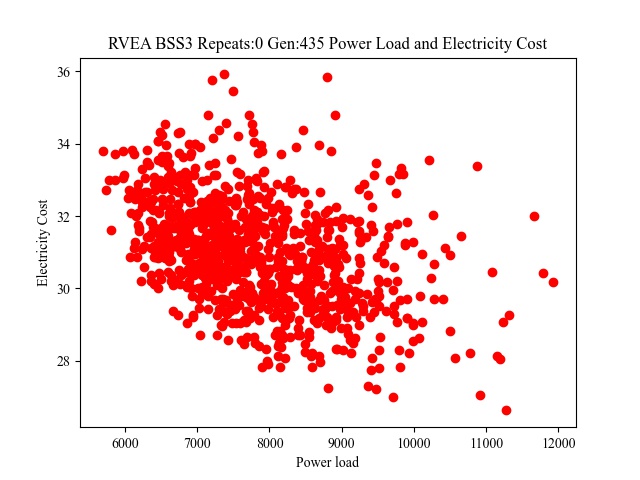 RVEA BSS3 Repeats:0 Gen:435 Power Load and Electricity Cost
36
34
32
30
28
Electricity Cost
6000 7000 8000 9000 10000 11000 12000
Power load